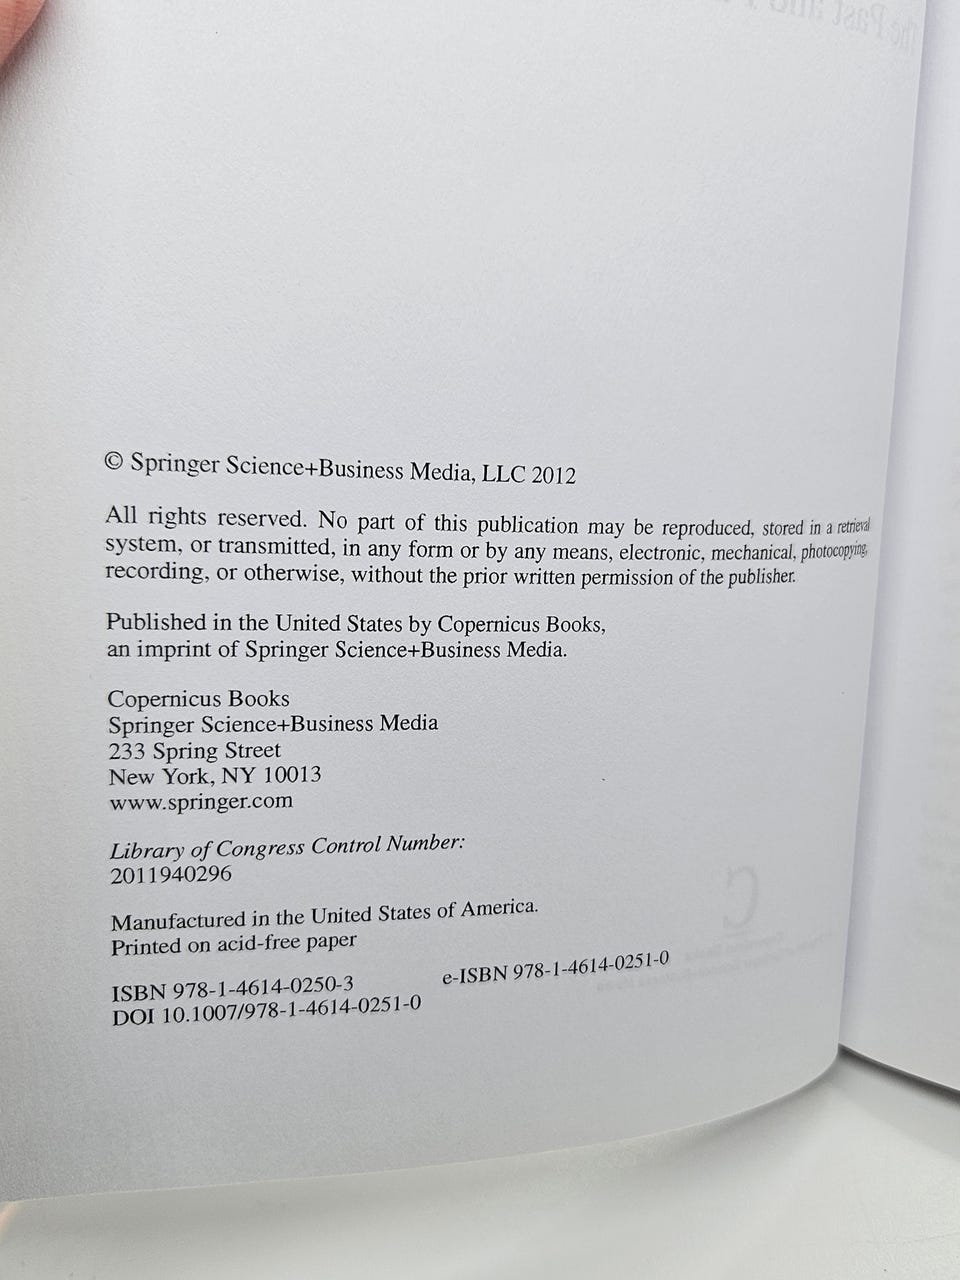 The Past and
© Springer Science+Business Media, LLC 2012
All rights reserved. No part of this publication may be reproduced, stored in a retrieval
system, or transmitted, in any form or by any means, electronic, mechanical, photocopying,
recording, or otherwise, without the prior written permission of the publisher.
Published in the United States by Copernicus Books,
an imprint of Springer Science+Business Media.
Copernicus Books
Springer Science+Business Media
233 Spring Street
New York, NY 10013
www.springer.com
Library of Congress Control Number:
2011940296
Manufactured in the United States of America.
Printed on acid-free paper
ISBN 978-1-4614-0250-3 e-ISBN 978-1-4614-0251-0
DOI 10.1007/978-1-4614-0251-0